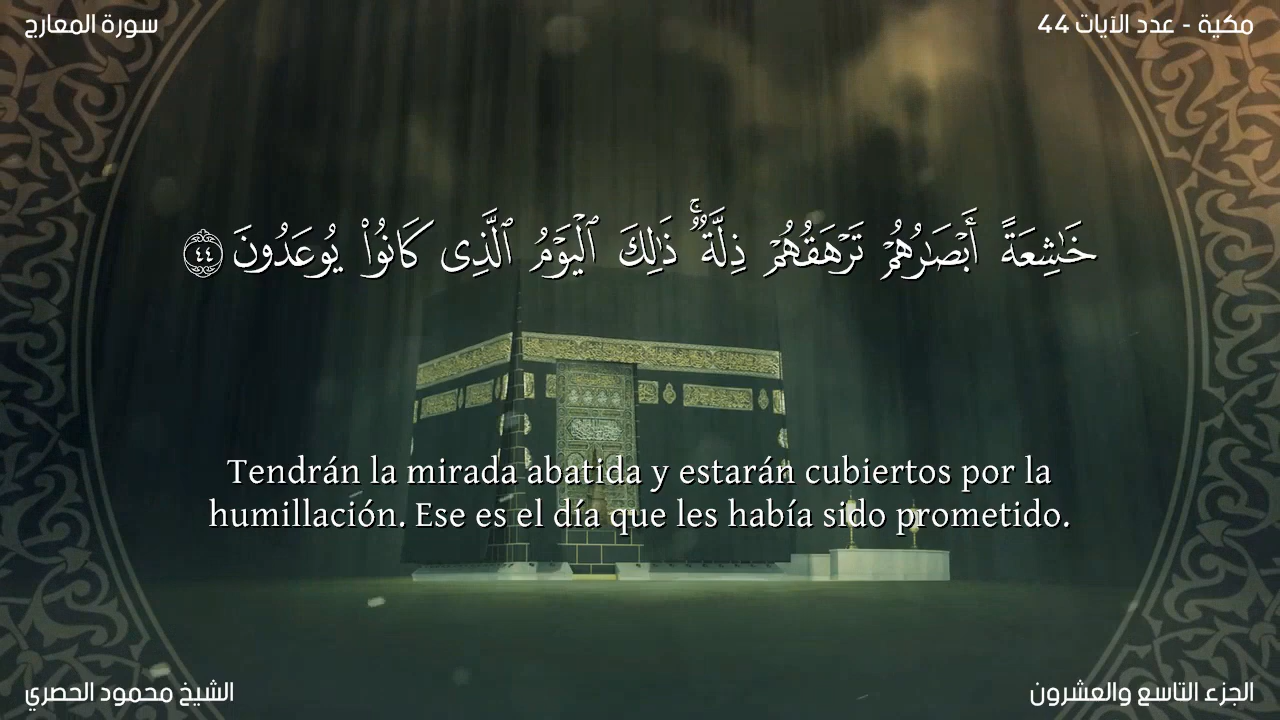 سورة المعارج
مكية - عدد الآيات 44
خَـٰشِعَةً أَبْصَـٰرُهُمْ تَرْهَقُهُمْ ذِلَّةٌۭ ۚ ذَٰلِكَ ٱلْيَوْمُ ٱلَّذِى كَانُوا۟ يُوعَدُونَ ٤٤
Tendrán la mirada abatida y estarán cubiertos por la
humillación. Ese es el día que les había sido prometido.
الشيخ محمود الحصري
الجزء التاسع والعشرون